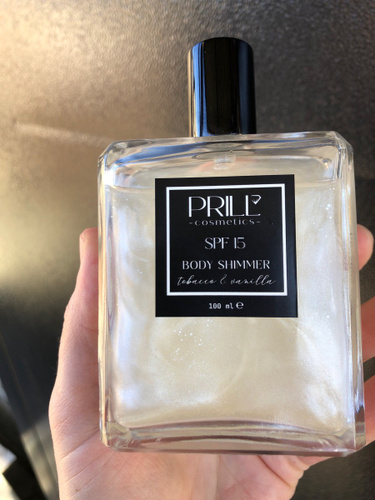 PRILL
-cosmetics-
SPF 15
BODY SHIMMER
tobacco & vanilla
100 ml ℮